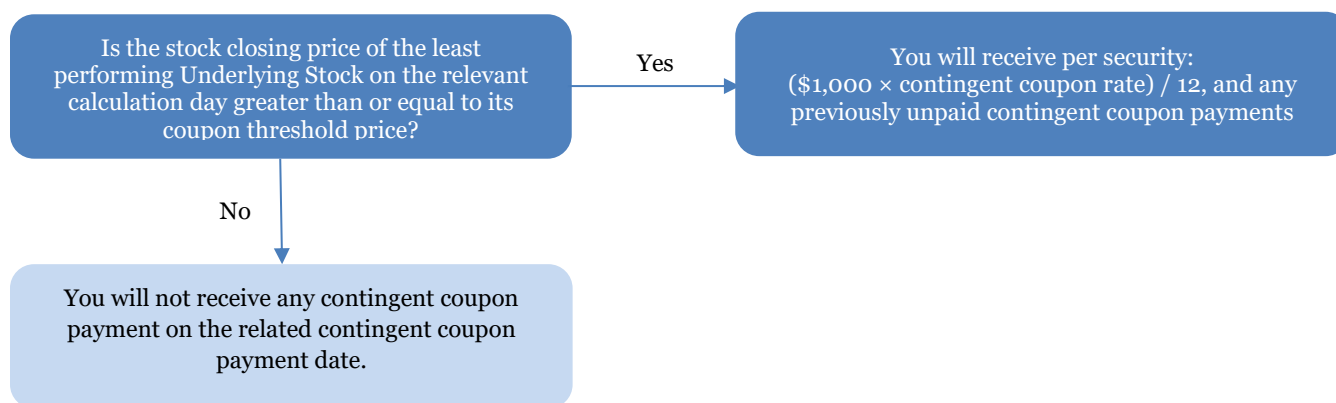 Is the stock closing price of the least
performing Underlying Stock on the relevant
calculation day greater than or equal to its
coupon threshold price?
Yes
You will receive per security:
($1,000 × contingent coupon rate) / 12, and any
previously unpaid contingent coupon payments
No
You will not receive any contingent coupon
payment on the related contingent coupon
payment date.